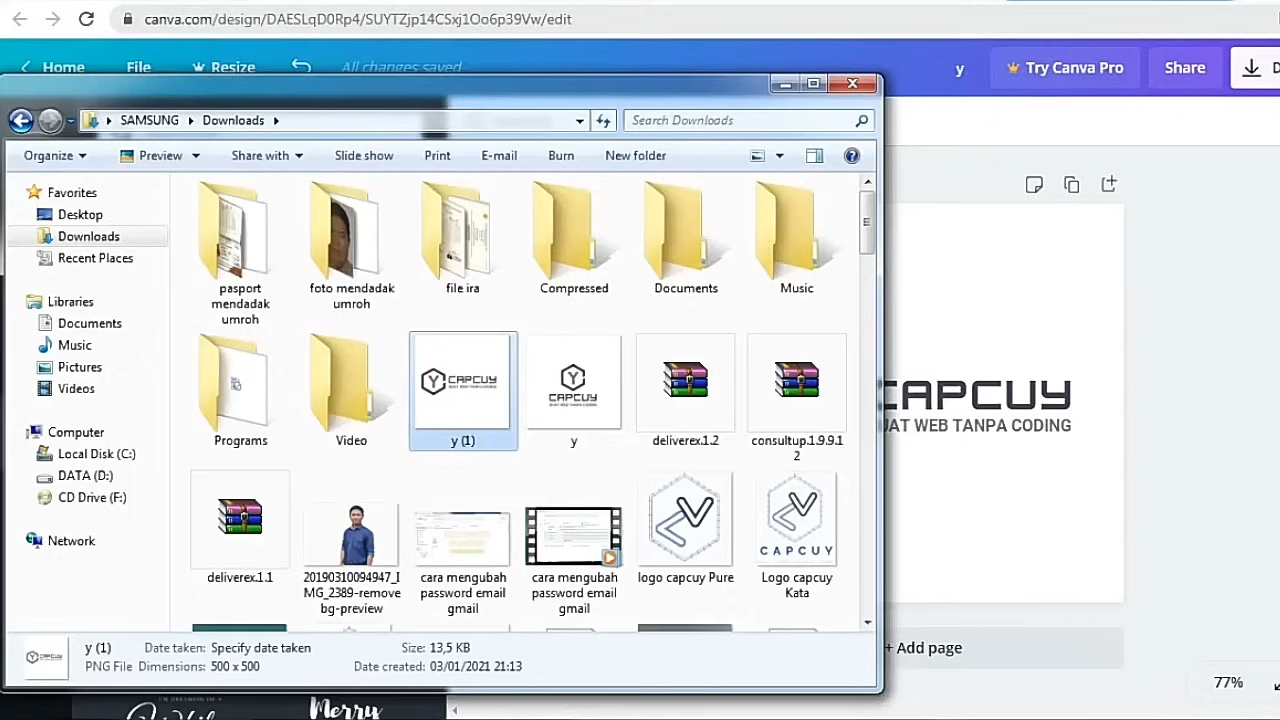 canva.com/design/DAESLqD0Rp4/SUYTZjp14CSxj1Oo6p39Vw/edit
Home File Resize All changes saved y Try Canva Pro Share
SAMSUNG Downloads Search Downloads
Organize Preview Share with Slide show Print E-mail Burn New folder
Favorites
Desktop
Downloads
Recent Places
Libraries
Documents
Music
Pictures
Videos
Computer
Local Disk (C:)
DATA (D:)
CD Drive (F:)
Network
pasport mendadak umroh
foto mendadak umroh
file ira
Compressed
Documents
Music
Programs
Video
CAPCUY
y (1)
CAPCUY
y
deliverex.1.2
consultup.1.9.9.1
2
deliverex.1.1
20190310094947_I
MG_2389-remove
bg-preview
cara mengubah
password email
gmail
cara mengubah
password email
gmail
logo capcuy Pure
CAPCUY
Logo capcuy
Kata
CAPCUY
UAT WEB TANPA CODING
+ Add page
77%
y (1) Date taken: Specify date taken Size: 13,5 KB
PNG File Dimensions: 500 x 500 Date created: 03/01/2021 21:13
Merry